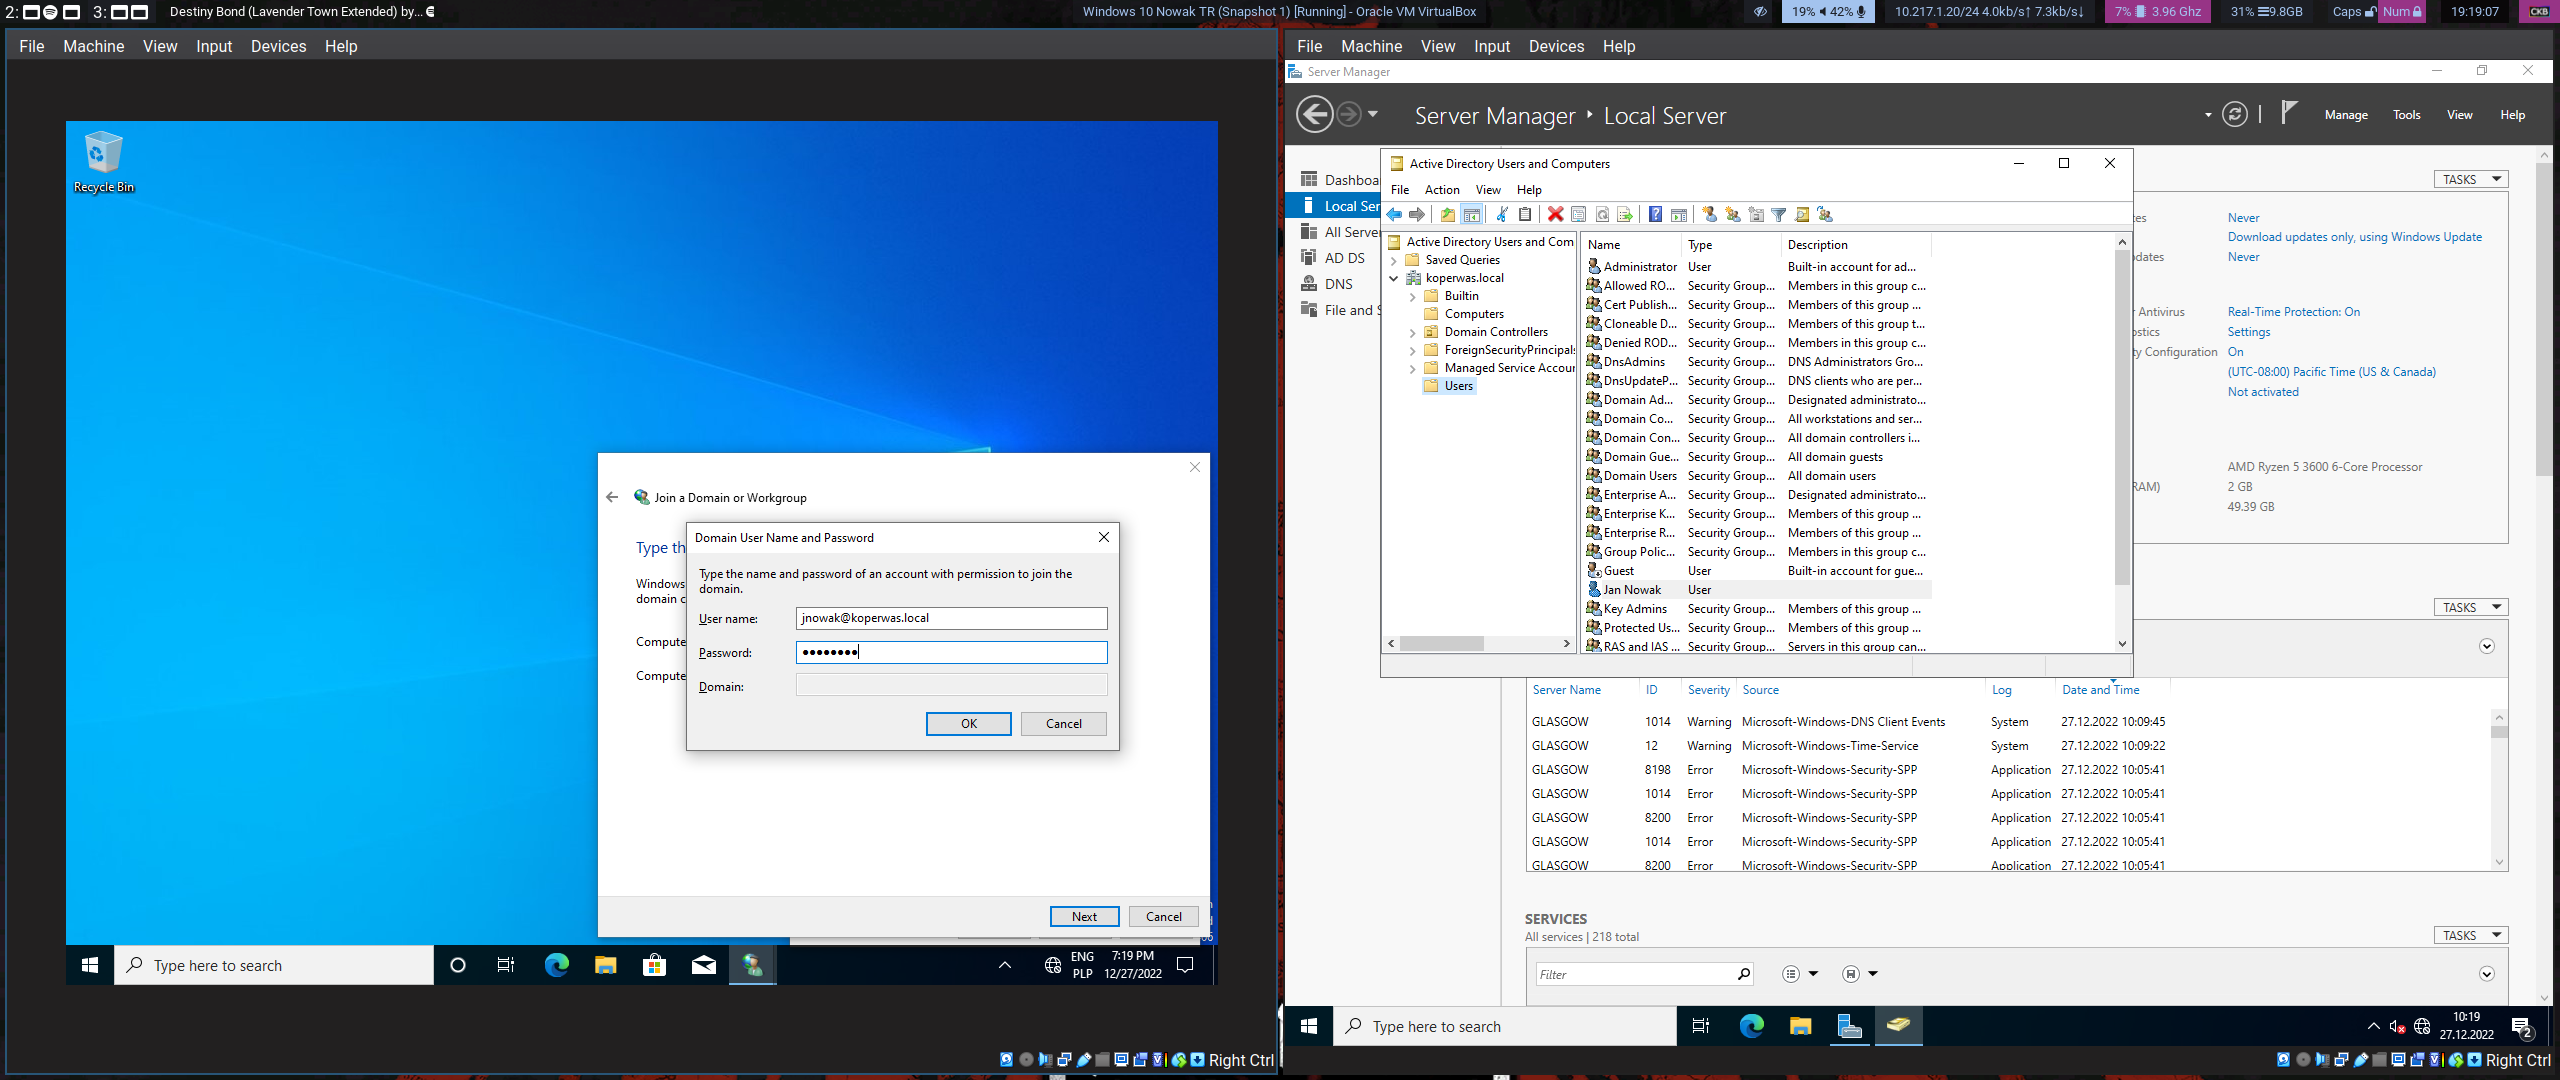 2:
3:
Destiny Bond (Lavender Town Extended) by...
Windows 10 Nowak TR (Snapshot 1) [Running] - Oracle VM VirtualBox
19% 42%
10.217.1.20/24 4.0kb/s↑ 7.3kb/s↓
7% 3.96 Ghz
31% 9.8GB
Caps Num
19:19:07
CKB
File Machine View Input Devices Help
Recycle Bin
Join a Domain or Workgroup
Type th
Windows
domain c
Compute
Compute
Domain User Name and Password
Type the name and password of an account with permission to join the
domain.
User name: jnowak@koperwas.local
Password: ●●●●●●●●
Domain:
OK Cancel
Next Cancel
Type here to search
ENG
PLP
7:19 PM
12/27/2022
Right Ctrl
File Machine View Input Devices Help
Server Manager
Server Manager ‣ Local Server
Manage Tools View Help
Dashboa
Local Ser
All Serve
AD DS
DNS
File and S
TASKS
Never
Download updates only, using Windows Update
dates Never
Antivirus Real-Time Protection: On
ostics Settings
ty Configuration On
(UTC-08:00) Pacific Time (US & Canada)
Not activated
AMD Ryzen 5 3600 6-Core Processor
RAM) 2 GB
49.39 GB
Active Directory Users and Computers
File Action View Help
Active Directory Users and Com
Saved Queries
koperwas.local
Builtin
Computers
Domain Controllers
ForeignSecurityPrincipals
Managed Service Accour
Users
Name Type Description
Administrator User Built-in account for ad...
Allowed RO... Security Group... Members in this group c...
Cert Publish... Security Group... Members of this group ...
Cloneable D... Security Group... Members of this group t...
Denied ROD... Security Group... Members in this group c...
DnsAdmins Security Group... DNS Administrators Gro...
DnsUpdateP... Security Group... DNS clients who are per...
Domain Ad... Security Group... Designated administrato...
Domain Co... Security Group... All workstations and ser...
Domain Con... Security Group... All domain controllers i...
Domain Gue... Security Group... All domain guests
Domain Users Security Group... All domain users
Enterprise A... Security Group... Designated administrato...
Enterprise K... Security Group... Members of this group ...
Enterprise R... Security Group... Members of this group ...
Group Polic... Security Group... Members in this group c...
Guest User Built-in account for gue...
Jan Nowak User
Key Admins Security Group... Members of this group ...
Protected Us... Security Group... Members of this group ...
RAS and IAS ... Security Group... Servers in this group can...
TASKS
Server Name ID Severity Source Log Date and Time
GLASGOW 1014 Warning Microsoft-Windows-DNS Client Events System 27.12.2022 10:09:45
GLASGOW 12 Warning Microsoft-Windows-Time-Service System 27.12.2022 10:09:22
GLASGOW 8198 Error Microsoft-Windows-Security-SPP Application 27.12.2022 10:05:41
GLASGOW 1014 Error Microsoft-Windows-Security-SPP Application 27.12.2022 10:05:41
GLASGOW 8200 Error Microsoft-Windows-Security-SPP Application 27.12.2022 10:05:41
GLASGOW 1014 Error Microsoft-Windows-Security-SPP Application 27.12.2022 10:05:41
GLASGOW 8200 Error Microsoft-Windows-Security-SPP Application 27.12.2022 10:05:41
SERVICES
All services | 218 total
TASKS
Filter
Type here to search
10:19
27.12.2022
2
Right Ctrl